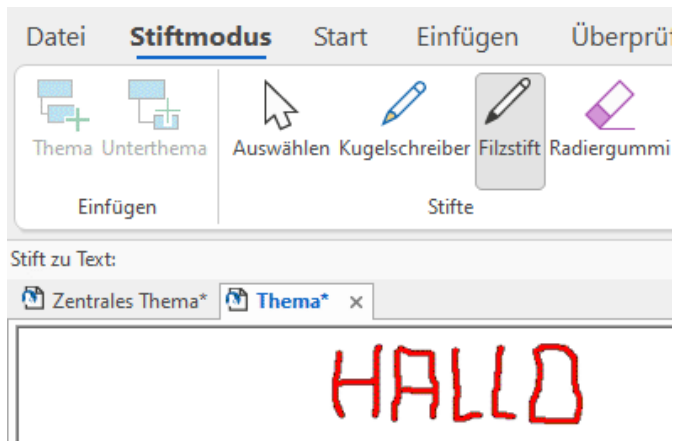 Datei Stiftmodus Start Einfügen Überprü
Thema Unterthema Auswählen Kugelschreiber Filzstift Radiergummi
Einfügen Stifte
Stift zu Text:
Zentrales Thema* Thema* ×
HALLO